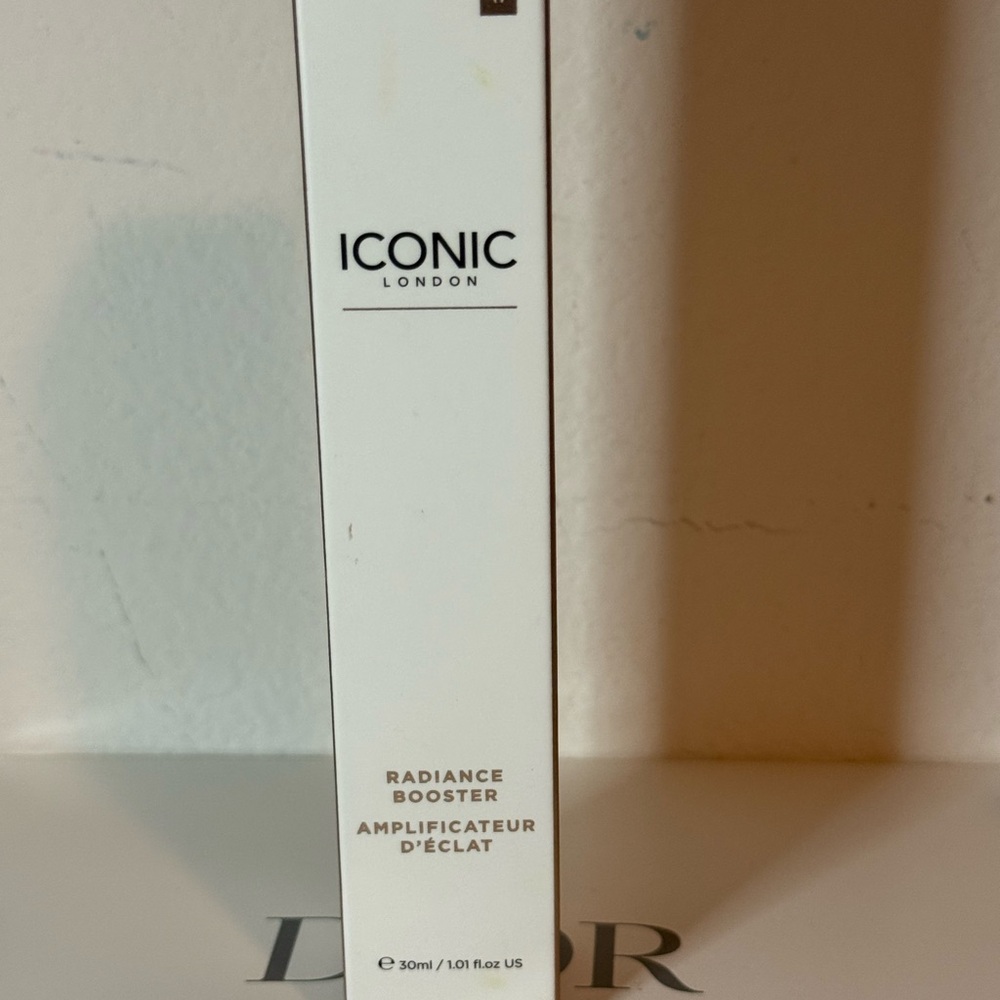 ICONIC
LONDON
RADIANCE
BOOSTER
AMPLIFICATEUR
D'ÉCLAT
℮ 30ml / 1.01 fl.oz US